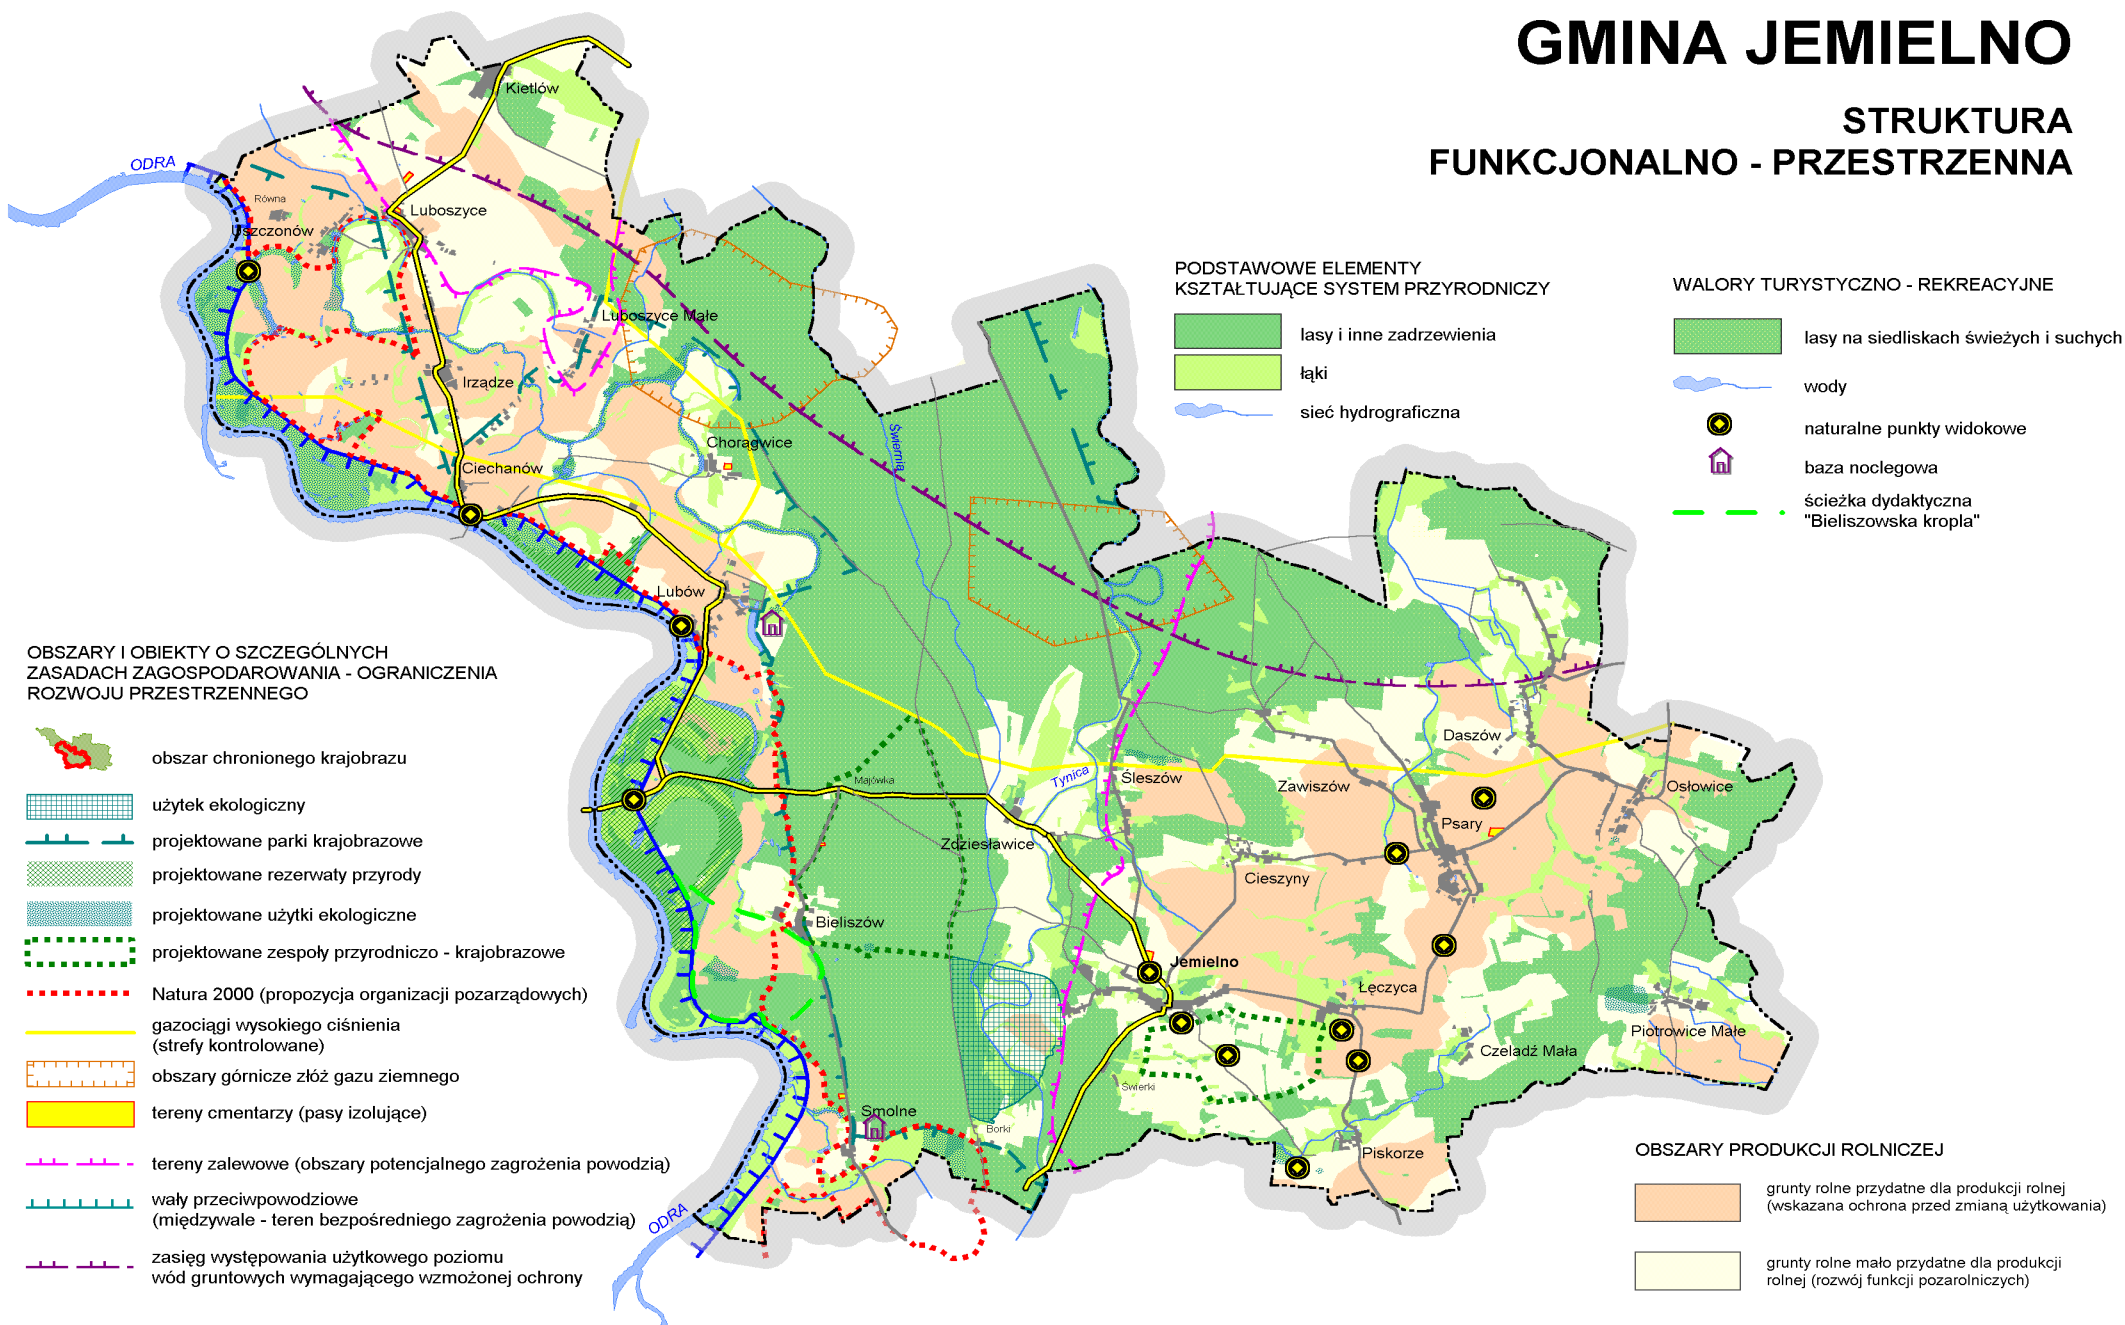 GMINA JEMIELNO
STRUKTURA
FUNKCJONALNO - PRZESTRZENNA
PODSTAWOWE ELEMENTY
KSZTAŁTUJĄCE SYSTEM PRZYRODNICZY
lasy i inne zadrzewienia
łąki
sieć hydrograficzna
WALORY TURYSTYCZNO - REKREACYJNE
lasy na siedliskach świeżych i suchych
wody
naturalne punkty widokowe
baza noclegowa
ścieżka dydaktyczna
"Bieliszowska kropla"
OBSZARY I OBIEKTY O SZCZEGÓLNYCH
ZASADACH ZAGOSPODAROWANIA - OGRANICZENIA
ROZWOJU PRZESTRZENNEGO
obszar chronionego krajobrazu
użytek ekologiczny
projektowane parki krajobrazowe
projektowane rezerwaty przyrody
projektowane użytki ekologiczne
projektowane zespoły przyrodniczo - krajobrazowe
Natura 2000 (propozycja organizacji pozarządowych)
gazociągi wysokiego ciśnienia
(strefy kontrolowane)
obszary górnicze złóż gazu ziemnego
tereny cmentarzy (pasy izolujące)
tereny zalewowe (obszary potencjalnego zagrożenia powodzią)
wały przeciwpowodziowe
(międzywale - teren bezpośredniego zagrożenia powodzią)
zasięg występowania użytkowego poziomu
wód gruntowych wymagającego wzmożonej ochrony
OBSZARY PRODUKCJI ROLNICZEJ
grunty rolne przydatne dla produkcji rolnej
(wskazana ochrona przed zmianą użytkowania)
grunty rolne mało przydatne dla produkcji
rolnej (rozwój funkcji pozarolniczych)
Kietlów
ODRA
Równa
Luboszyce
Uszczonów
Luboszyce Małe
Irządze
Chorągwice
Świernia
Ciechanów
Lubów
Daszów
Majówka
Tynica
Śleszów
Zawiszów
Osłowice
Psary
Zdziesławice
Cieszyny
Bieliszów
Jemielno
Łęczyca
Piotrowice Małe
Czeladź Mała
Świerki
Smolne
Borki
Piskorze
ODRA